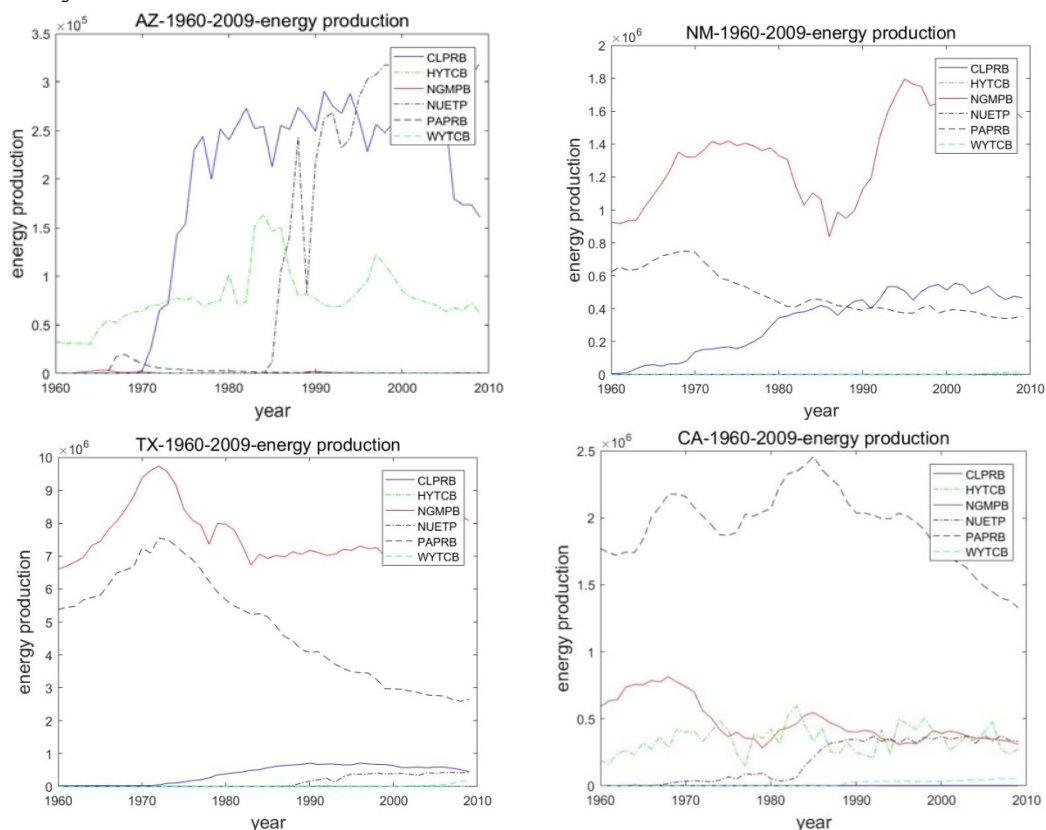 AZ-1960-2009-energy production
×10^5
3.5
3
2.5
2
1.5
1
0.5
0
1960 1970 1980 1990 2000 2010
year
energy production
CLPRB
HYTCB
NGMPB
NUETP
PAPRB
WYTCB
NM-1960-2009-energy production
×10^6
2
1.8
1.6
1.4
1.2
1
0.8
0.6
0.4
0.2
0
1960 1970 1980 1990 2000 2010
year
energy production
CLPRB
HYTCB
NGMPB
NUETP
PAPRB
WYTCB
TX-1960-2009-energy production
×10^6
10
9
8
7
6
5
4
3
2
1
0
1960 1970 1980 1990 2000 2010
year
energy production
CLPRB
HYTCB
NGMPB
NUETP
PAPRB
WYTCB
CA-1960-2009-energy production
×10^6
2.5
2
1.5
1
0.5
0
1960 1970 1980 1990 2000 2010
year
energy production
CLPRB
HYTCB
NGMPB
NUETP
PAPRB
WYTCB